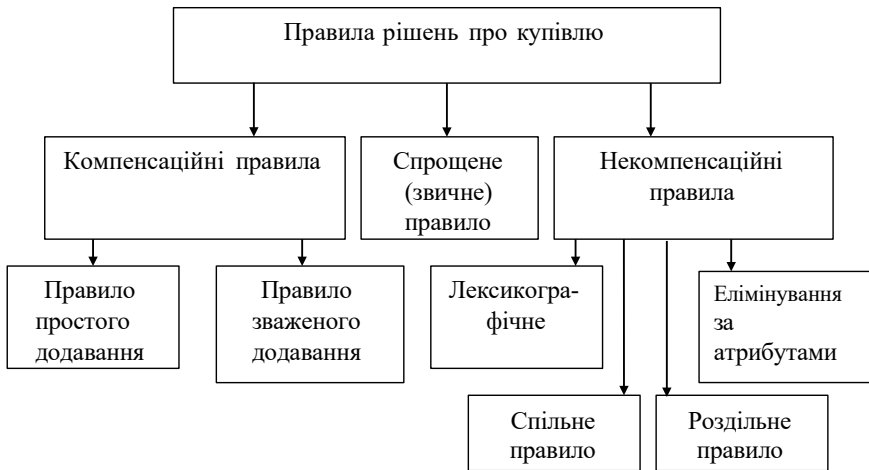 Правила рішень про купівлю
Компенсаційні правила
Спрощене
(звичне)
правило
Некомпенсаційні
правила
Правило
простого
додавання
Правило
зваженого
додавання
Лексикогра-
фічне
Елімінування
за
атрибутами
Спільне
правило
Роздільне
правило